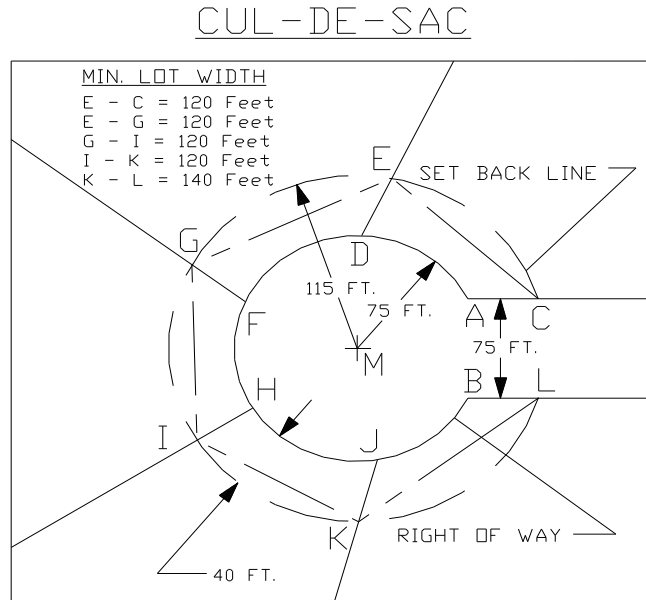 CUL-DE-SAC
MIN. LOT WIDTH
E - C = 120 Feet
E - G = 120 Feet
G - I = 120 Feet
I - K = 120 Feet
K - L = 140 Feet
E
SET BACK LINE
G
D
115 FT.
75 FT.
F
A
C
M
75 FT.
H
B
L
I
J
K
RIGHT OF WAY
40 FT.